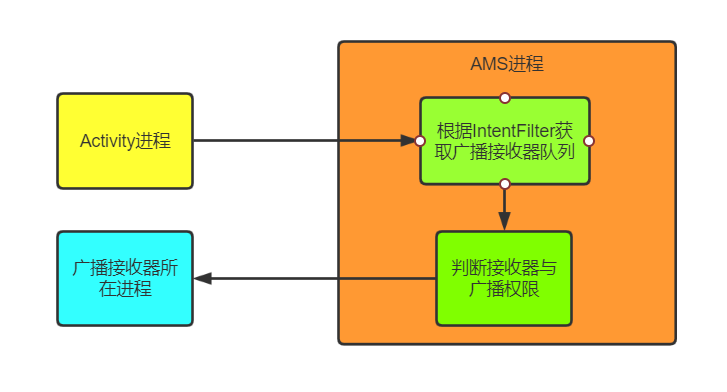 AMS进程
Activity进程
根据IntentFilter获
取广播接收器队列
广播接收器所
在进程
判断接收器与
广播权限